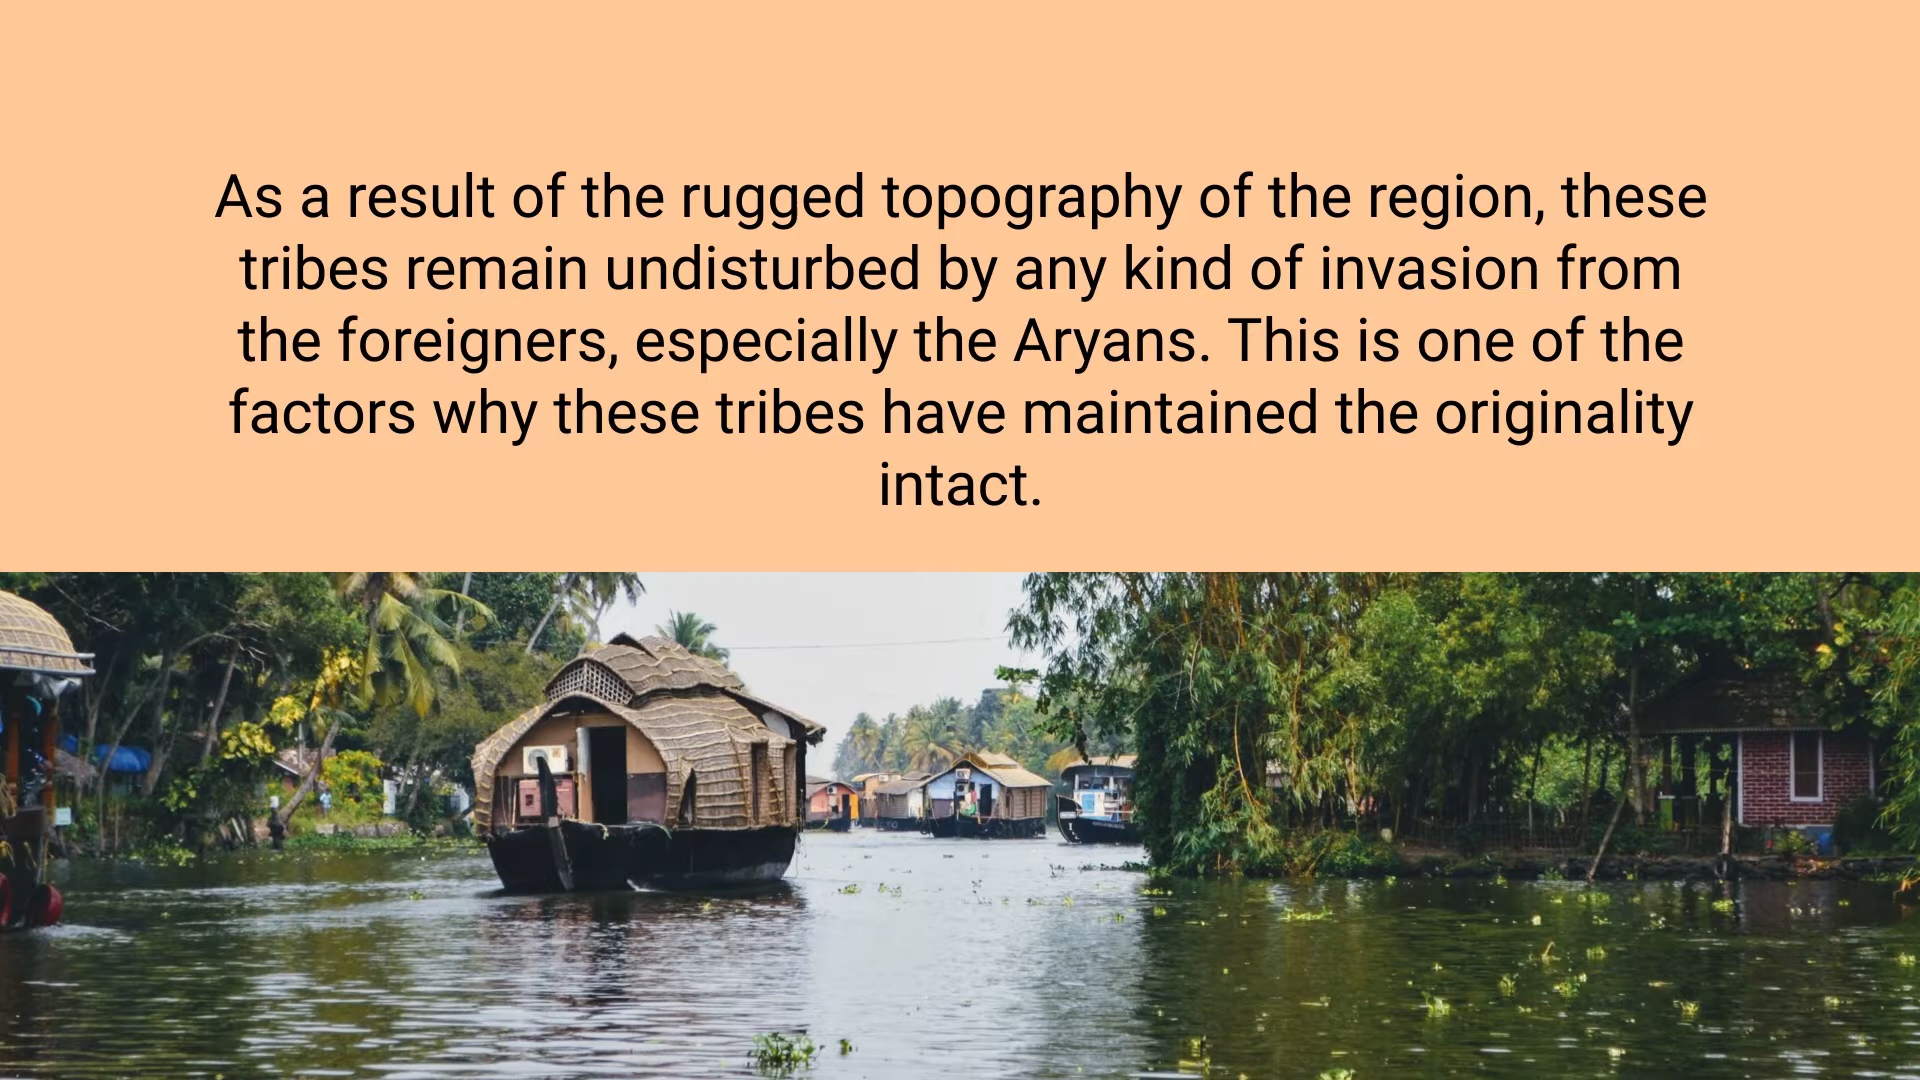 As a result of the rugged topography of the region, these
tribes remain undisturbed by any kind of invasion from
the foreigners, especially the Aryans. This is one of the
factors why these tribes have maintained the originality
intact.